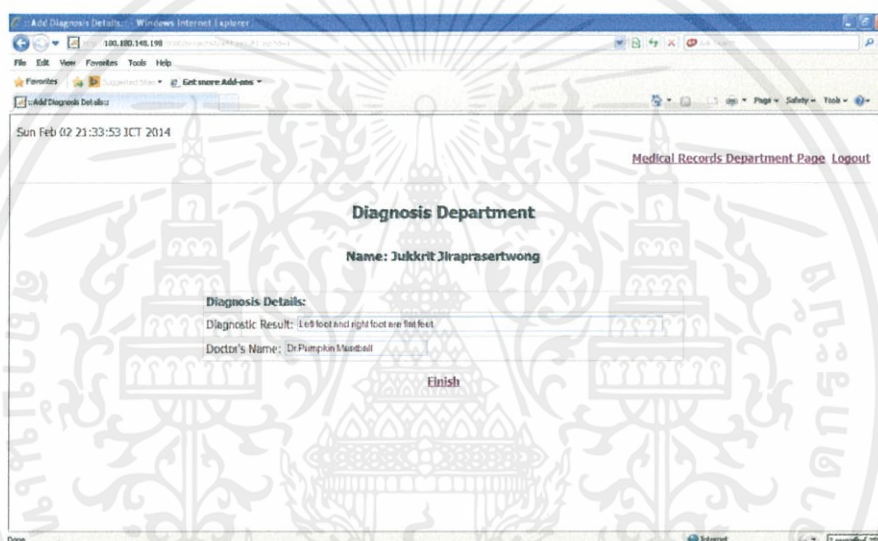 ::Add Diagnosis Details:: - Windows Internet Explorer
100.180.148.198
File Edit View Favorites Tools Help
Favorites Suggested Sites Get more Add-ons
Page Safety Tools
::Add Diagnosis Details::
Sun Feb 02 21:33:53 ICT 2014
Medical Records Department Page Logout
Diagnosis Department
Name: Jukkrit Jiraprasertwong
Diagnosis Details:
Diagnostic Result: Left foot and right foot are flat feet
Doctor's Name: Dr.Pumpkin
Finish
Done Internet